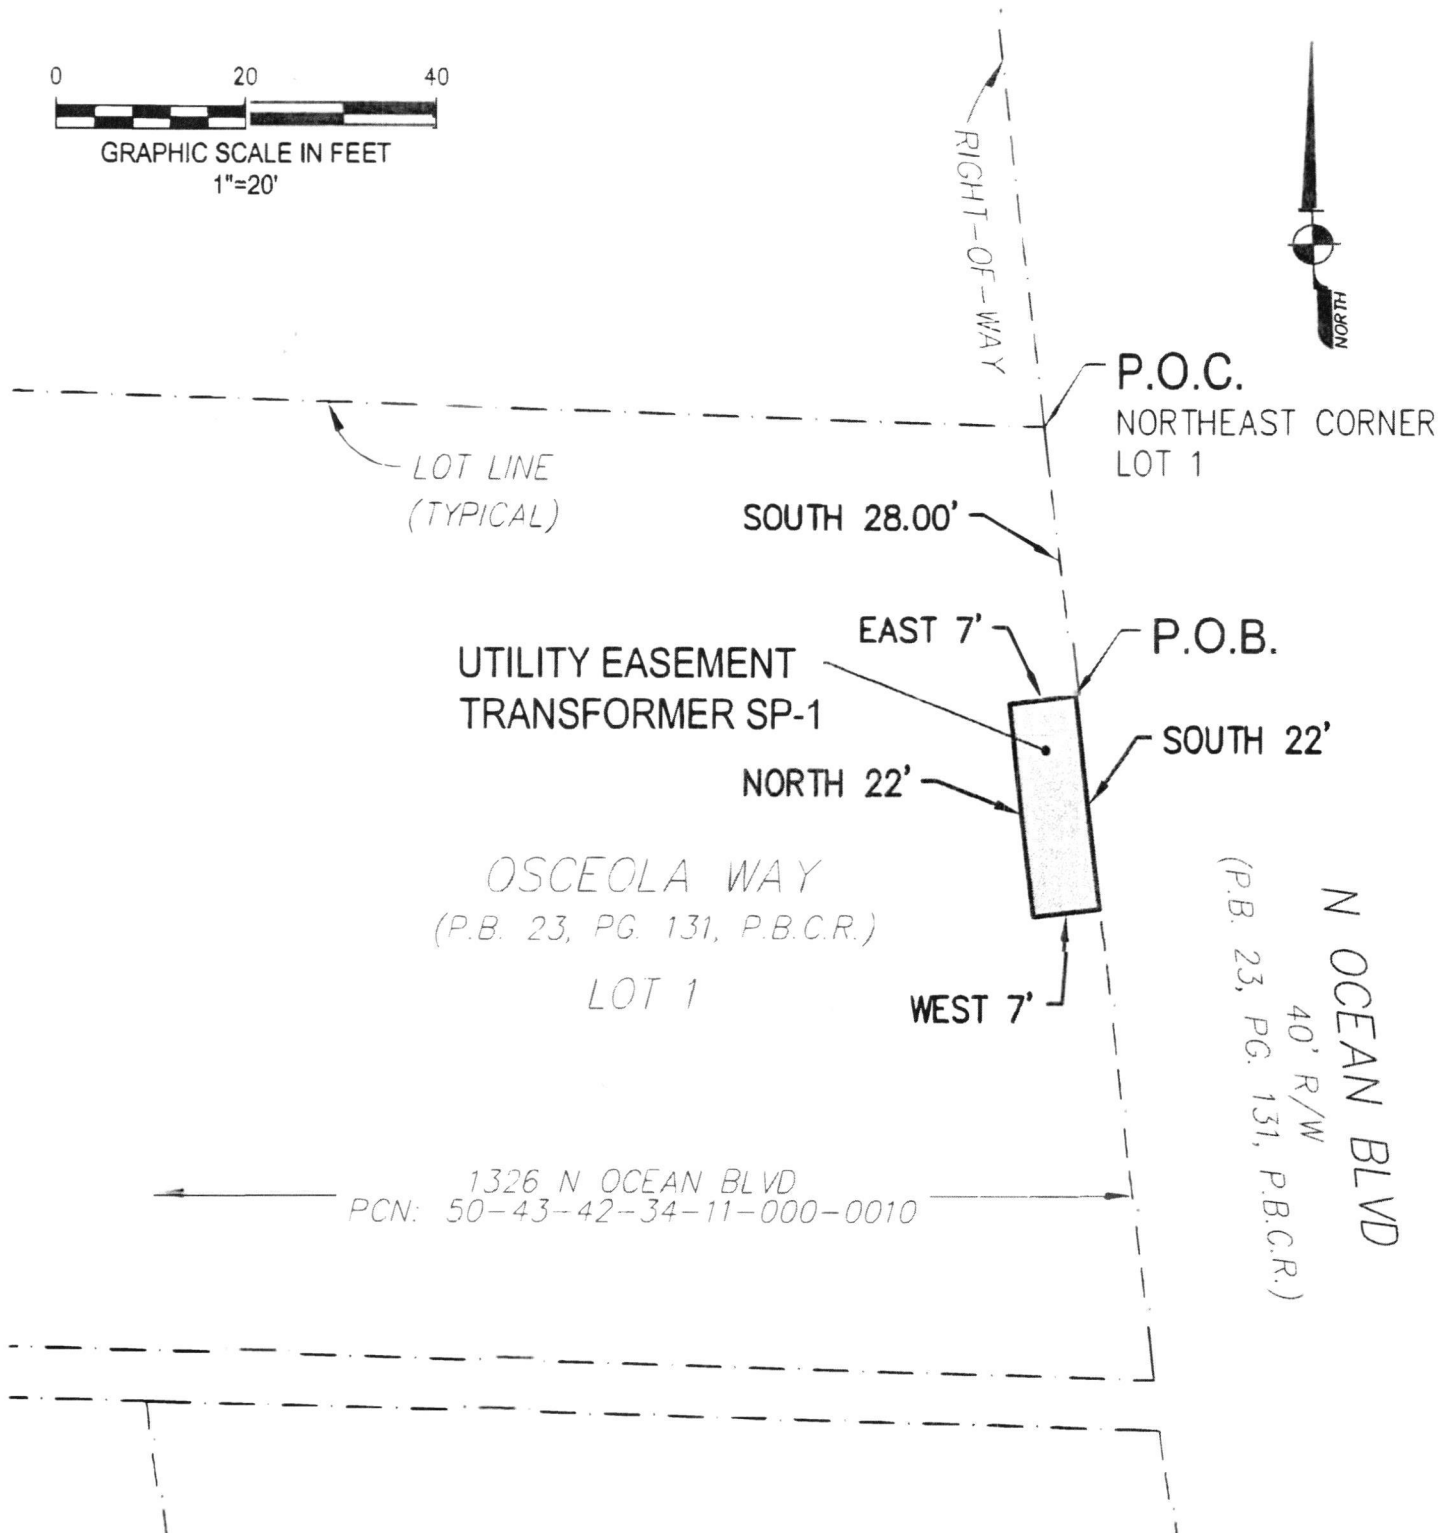 0 20 40
GRAPHIC SCALE IN FEET
1"=20'
RIGHT-OF-WAY
NORTH
P.O.C.
NORTHEAST CORNER
LOT 1
LOT LINE
(TYPICAL)
SOUTH 28.00'
EAST 7'
P.O.B.
UTILITY EASEMENT
TRANSFORMER SP-1
SOUTH 22'
NORTH 22'
OSCEOLA WAY
(P.B. 23, PG. 131, P.B.C.R.)
LOT 1
WEST 7'
N OCEAN BLVD
40' R/W
(P.B. 23, PG. 131, P.B.C.R.)
1326 N OCEAN BLVD
PCN: 50-43-42-34-11-000-0010